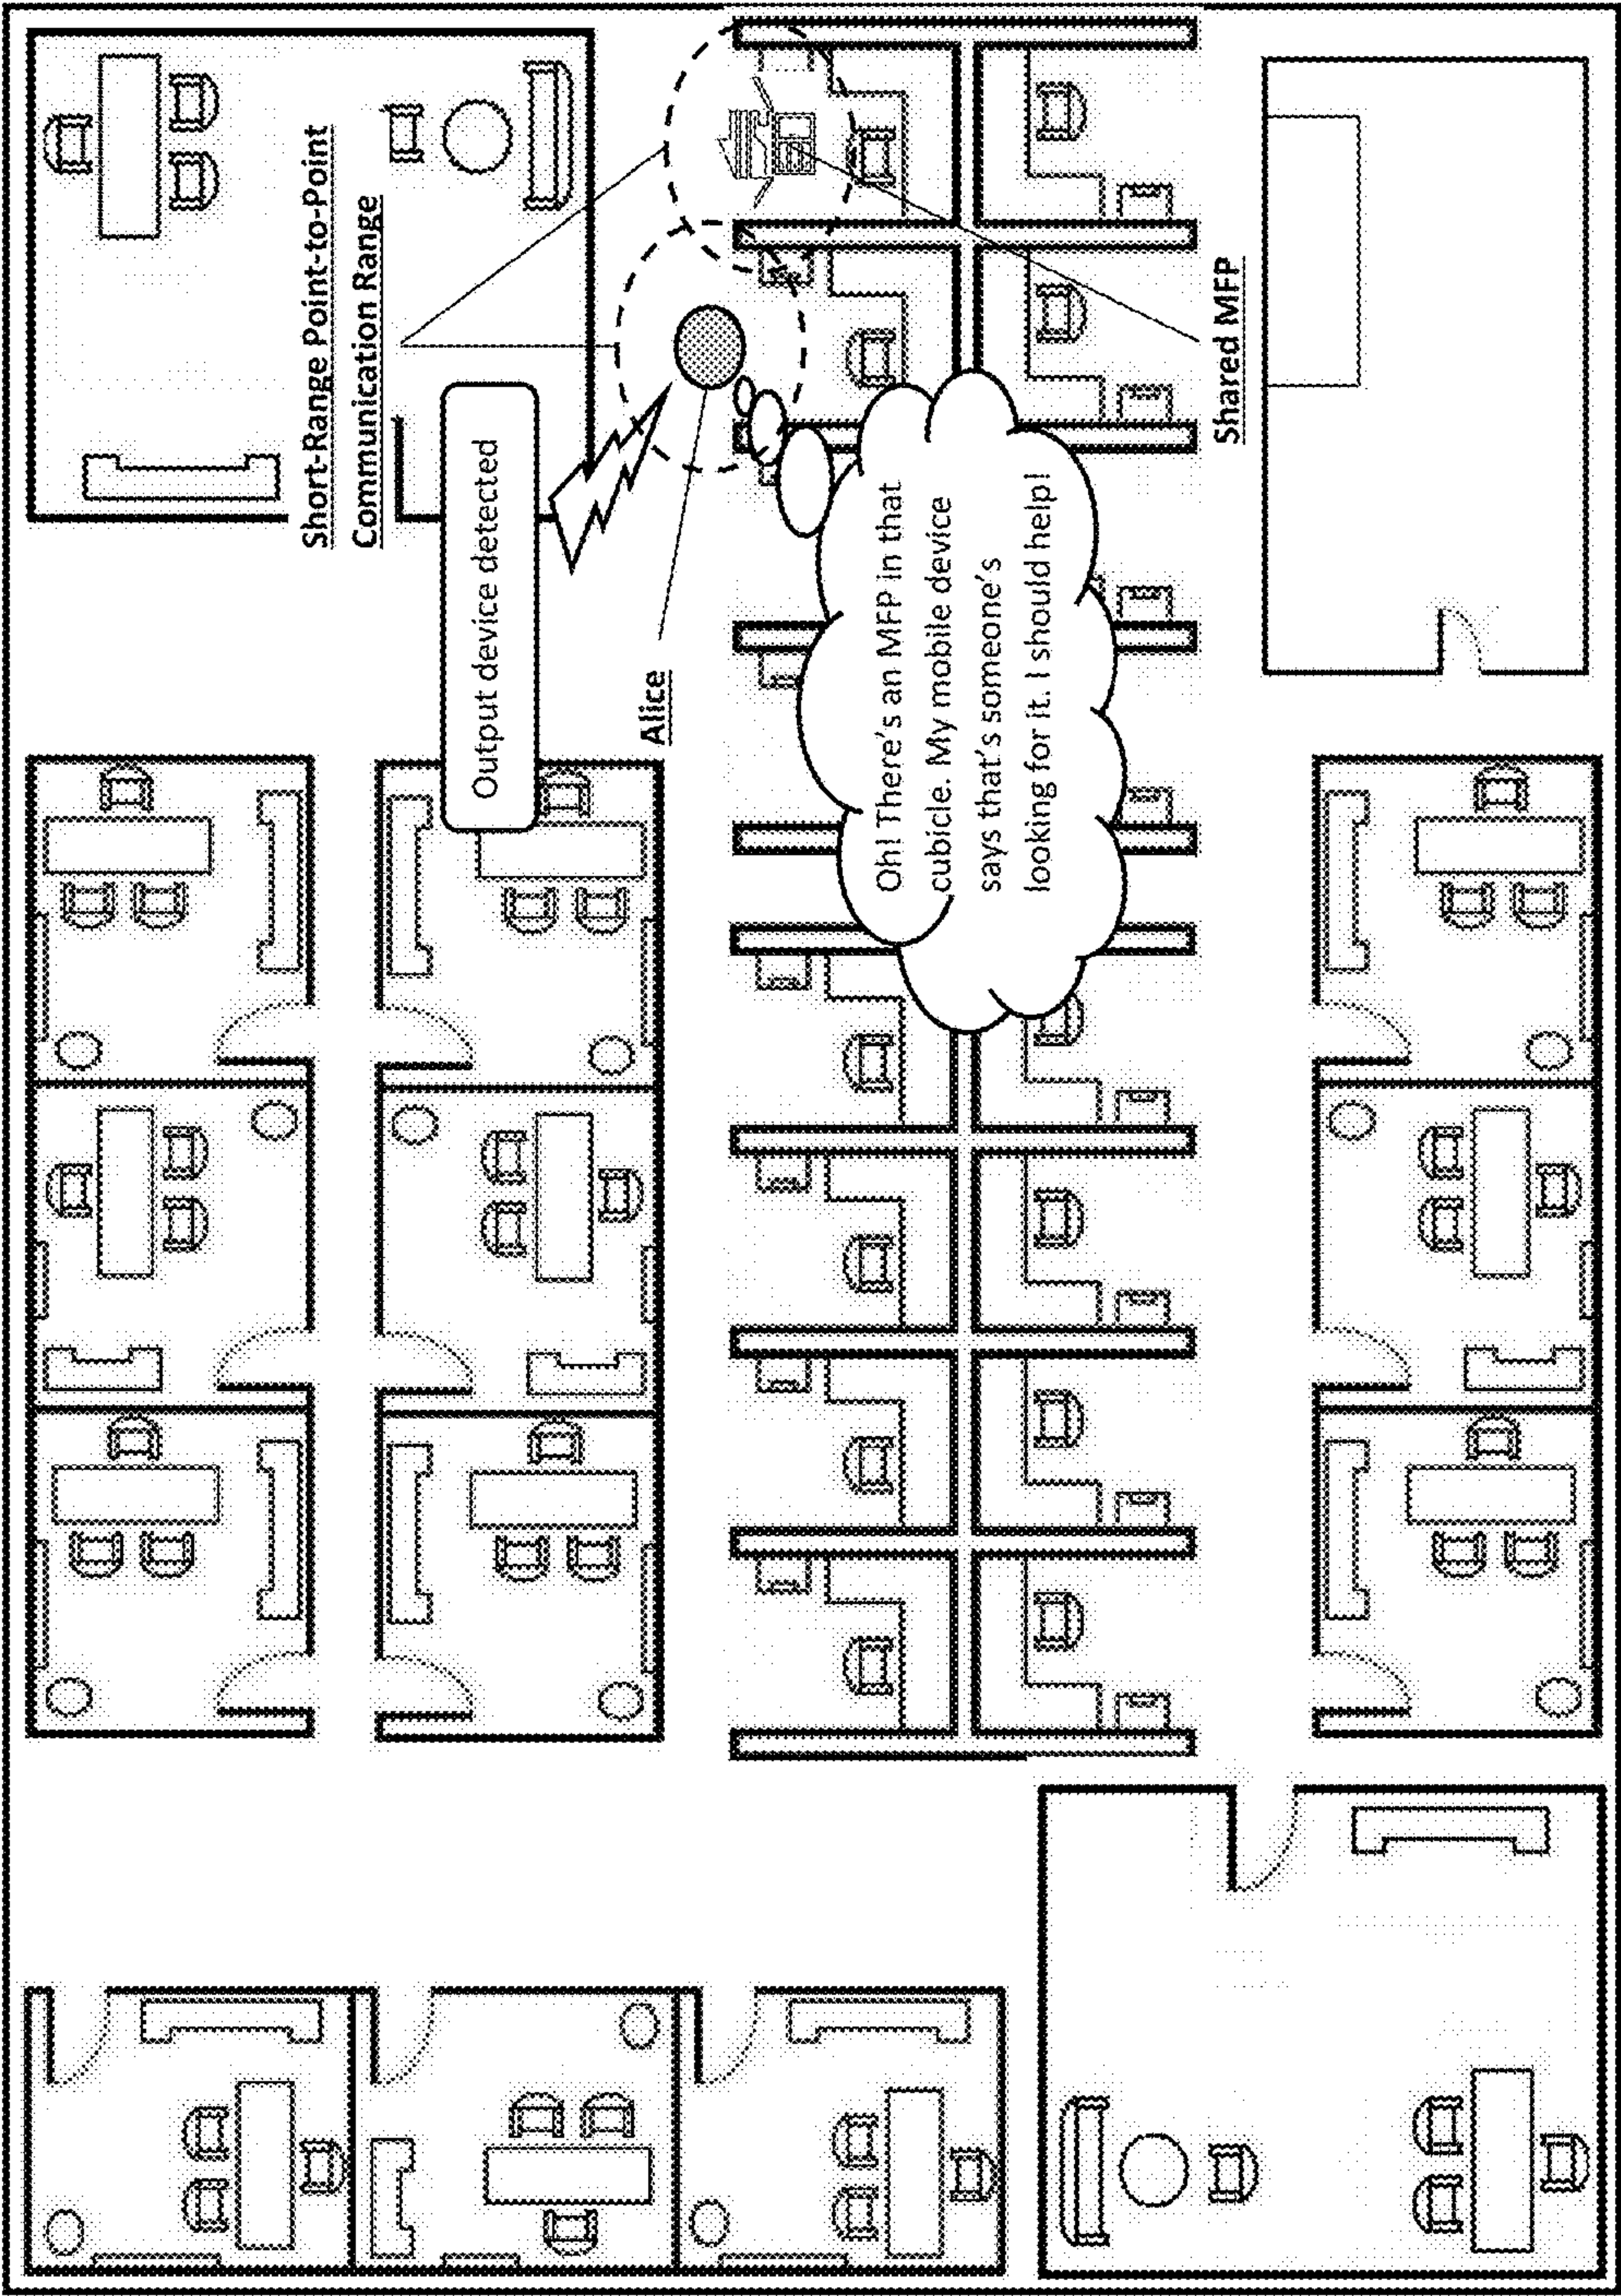 Short-Range Point-to-Point
Communication Range
Output device detected
Alice
Oh! There's an MFP in that
cubicle. My mobile device
says that's someone's
looking for it. I should help!
Shared MFP